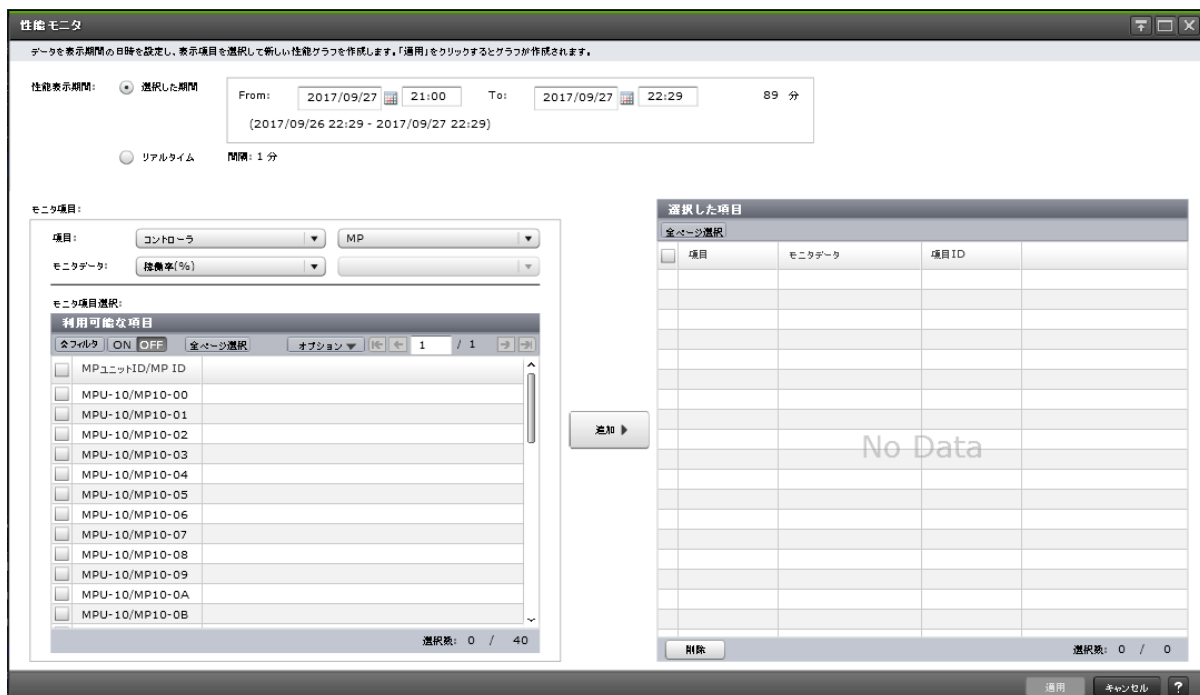 性能モニタ
データを表示期間の日時を設定し、表示項目を選択して新しい性能グラフを作成します。「適用」をクリックするとグラフが作成されます。
性能表示期間: 選択した期間
From: 2017/09/27 21:00 To: 2017/09/27 22:29 89 分
(2017/09/26 22:29 - 2017/09/27 22:29)
リアルタイム 間隔: 1 分
モニタ項目:
項目: コントローラ MP
モニタデータ: 稼働率(%)
モニタ項目選択:
利用可能な項目
全フィルタ ON OFF 全ページ選択 オプション 1 / 1
MPユニットID/MP ID
MPU-10/MP10-00
MPU-10/MP10-01
MPU-10/MP10-02
MPU-10/MP10-03
MPU-10/MP10-04
MPU-10/MP10-05
MPU-10/MP10-06
MPU-10/MP10-07
MPU-10/MP10-08
MPU-10/MP10-09
MPU-10/MP10-0A
MPU-10/MP10-0B
選択数: 0 / 40
追加
選択した項目
全ページ選択
項目 モニタデータ 項目ID
No Data
削除 選択数: 0 / 0
適用 キャンセル ?